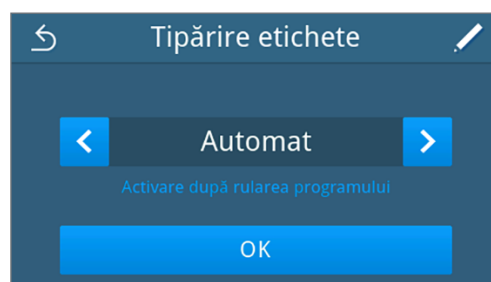 Tipărire etichete
Automat
Activare după rularea programului
OK